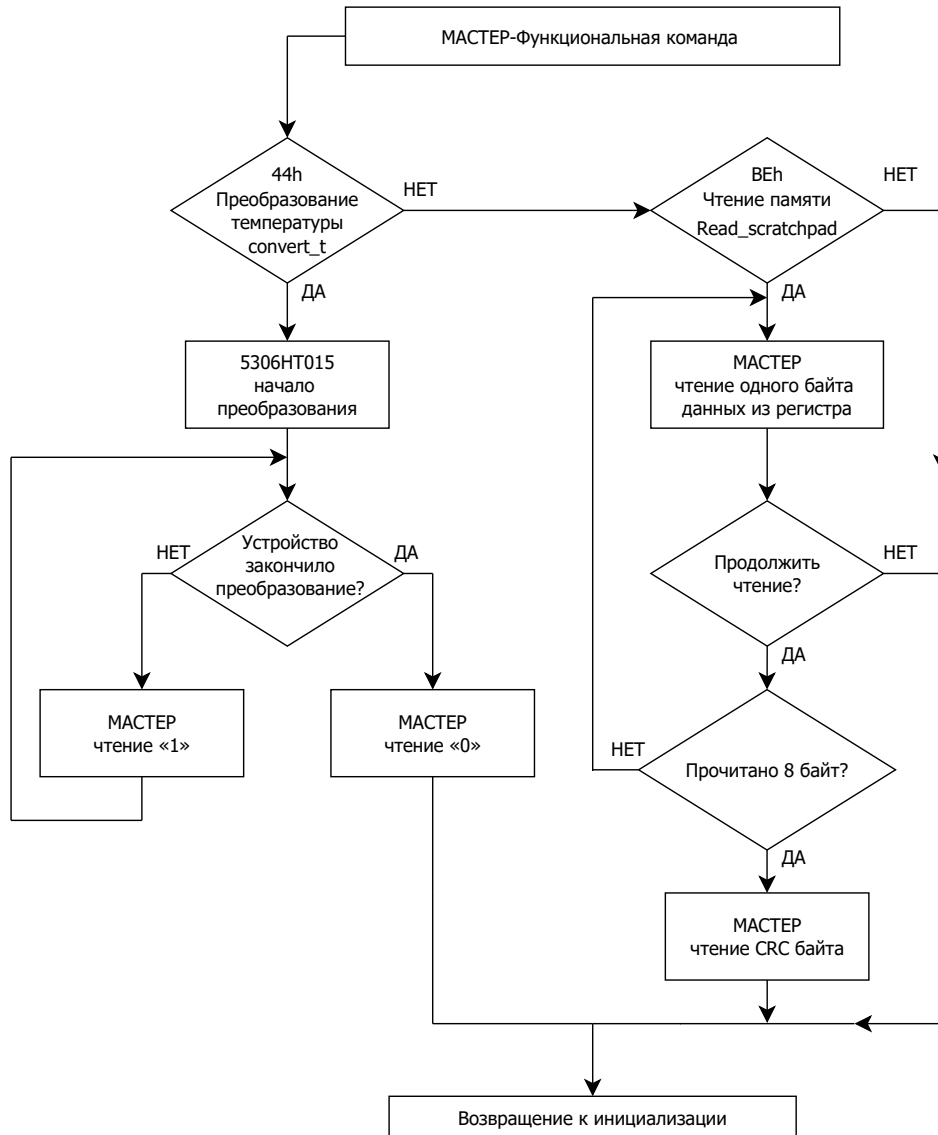 МАСТЕР-Функциональная команда
44h
Преобразование
температуры
convert_t
НЕТ
BEh
Чтение памяти
Read_scratchpad
НЕТ
ДА
ДА
5306НТ015
начало
преобразования
МАСТЕР
чтение одного байта
данных из регистра
НЕТ
Устройство
закончило
преобразование?
ДА
Продолжить
чтение?
НЕТ
ДА
МАСТЕР
чтение «1»
МАСТЕР
чтение «0»
НЕТ
Прочитано 8 байт?
ДА
МАСТЕР
чтение CRC байта
Возвращение к инициализации